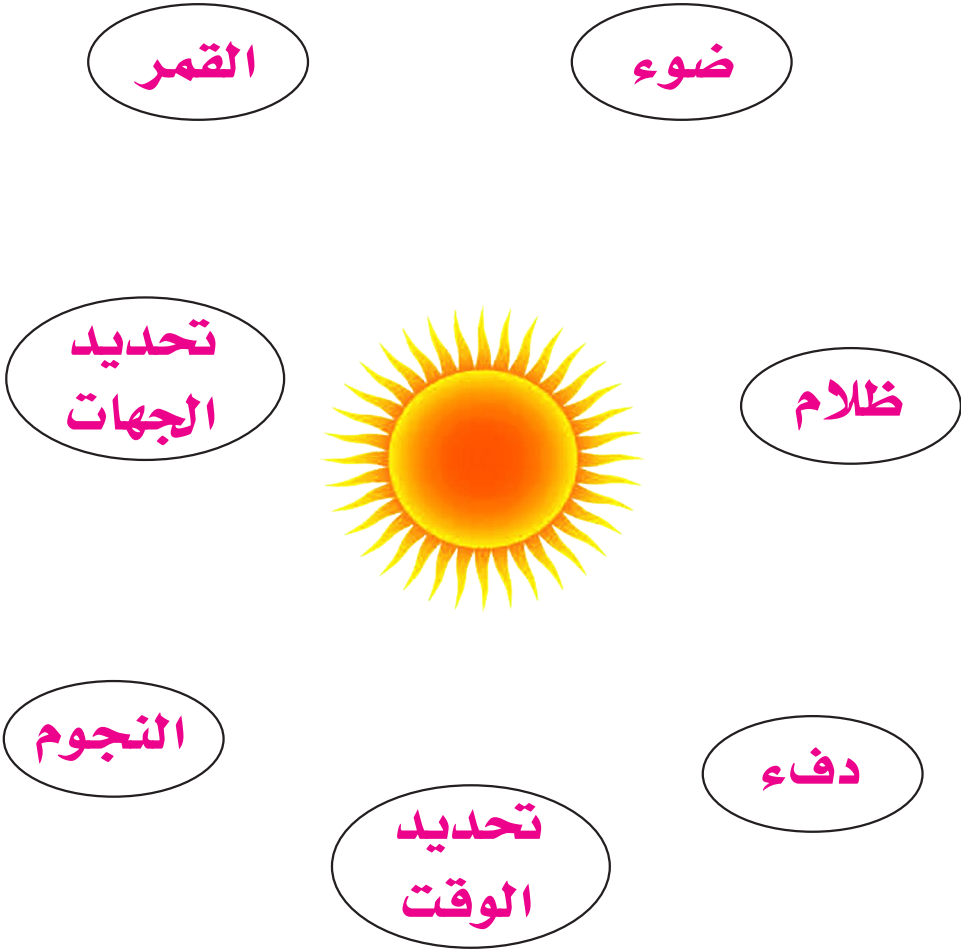 ضوء
القمر
تحديد
الجهات
ظلام
النجوم
دفء
تحديد
الوقت